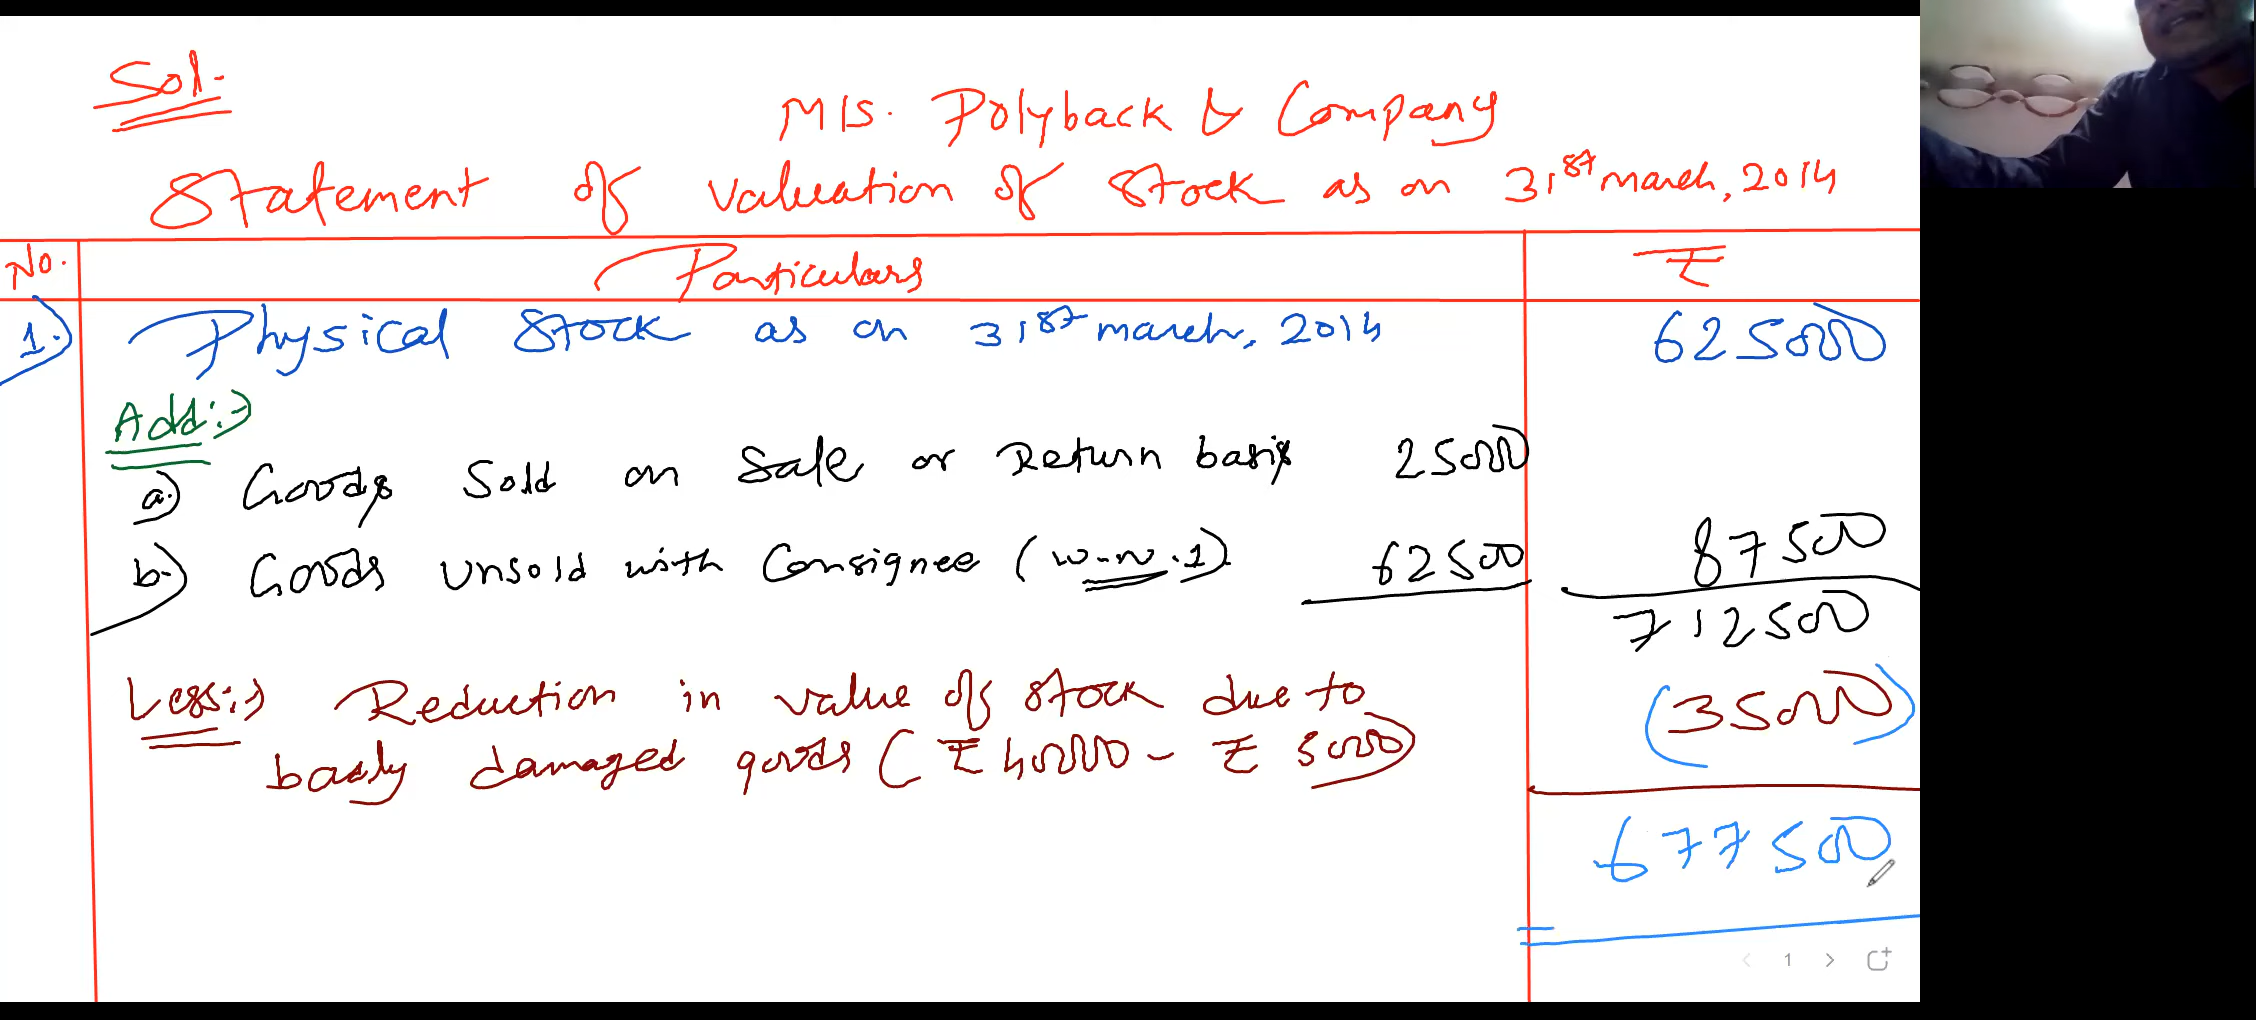 Sol.
M/s. Polyback & Company
Statement of valuation of Stock as on 31st march, 2014
No. Particulars ₹
1.) Physical Stock as on 31st march, 2014 625000
Add:→
a.) Goods Sold on Sale or Return basis 25000
b.) Goods Unsold with Consignee (W.N.1) 62500 87500
712500
Less:→ Reduction in value of Stock due to (35000)
badly damaged goods (₹ 40000 - ₹ 5000)
677500
< 1 >